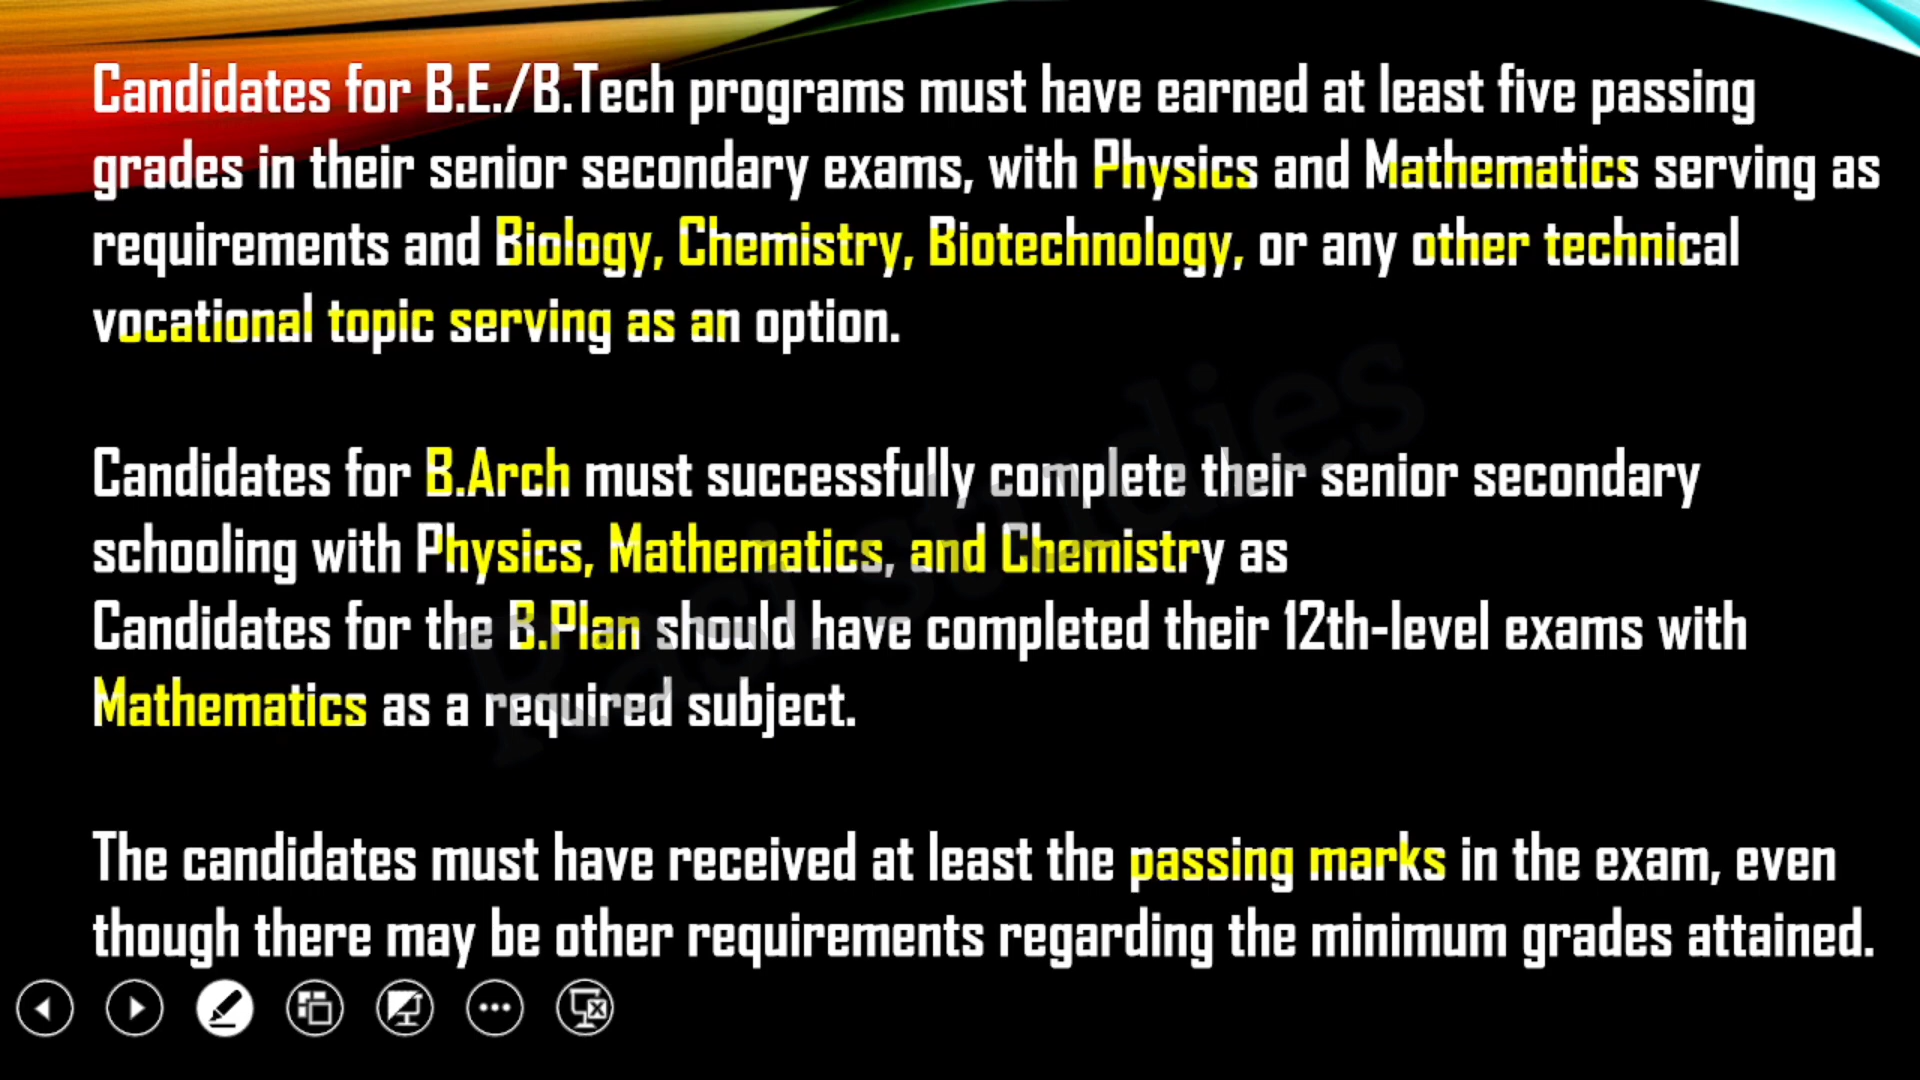 Candidates for B.E./B.Tech programs must have earned at least five passing
grades in their senior secondary exams, with Physics and Mathematics serving as
requirements and Biology, Chemistry, Biotechnology, or any other technical
vocational topic serving as an option.
Candidates for B.Arch must successfully complete their senior secondary
schooling with Physics, Mathematics, and Chemistry as
Candidates for the B.Plan should have completed their 12th-level exams with
Mathematics as a required subject.
The candidates must have received at least the passing marks in the exam, even
though there may be other requirements regarding the minimum grades attained.
Rasi studies